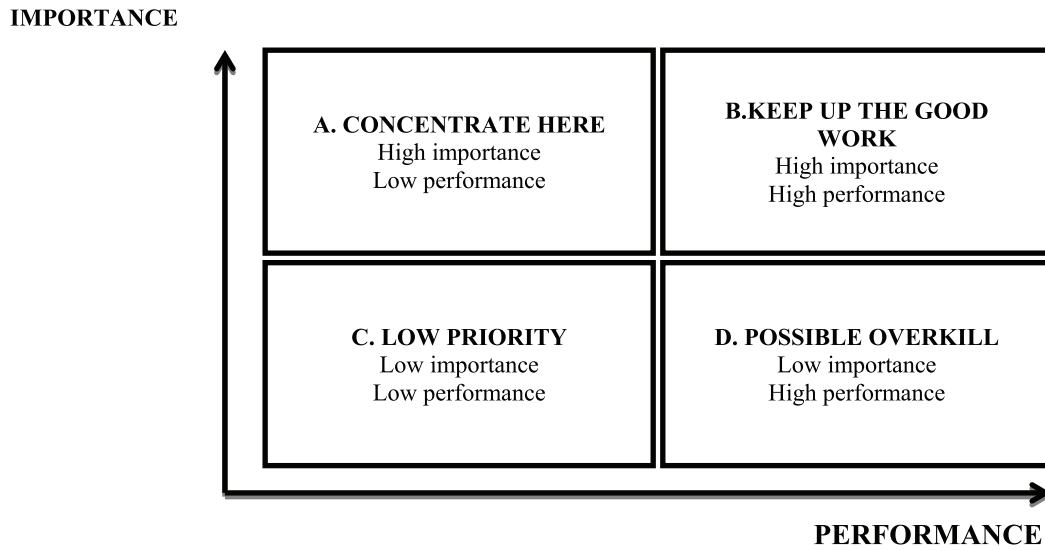 IMPORTANCE
A. CONCENTRATE HERE
High importance
Low performance
B.KEEP UP THE GOOD
WORK
High importance
High performance
C. LOW PRIORITY
Low importance
Low performance
D. POSSIBLE OVERKILL
Low importance
High performance
PERFORMANCE